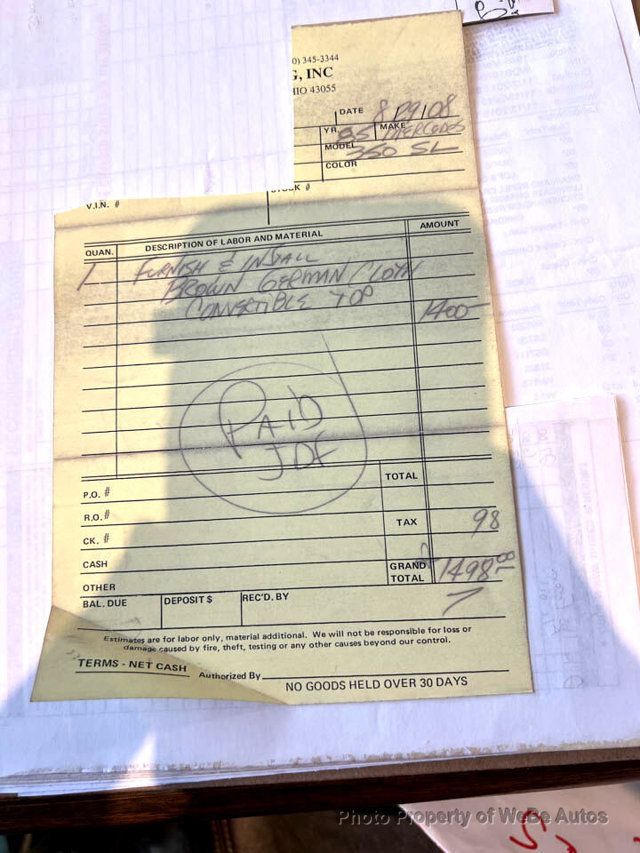 0) 345-3344
G, INC
HIO 43055
DATE 8/29/08
YR. 85 MAKE MERCEDES
MODEL 350 SL
COLOR
V.I.N. #
QUAN. DESCRIPTION OF LABOR AND MATERIAL AMOUNT
1 FURNISH & INSTALL
BROWN GERMAN CLOTH
CONVERTIBLE TOP 1400
PAID
JDF
TOTAL
P.O. #
R.O. #
TAX 98
CK. #
CASH
GRAND TOTAL $1498.00
OTHER
BAL. DUE DEPOSIT $ REC'D. BY
Estimates are for labor only, material additional. We will not be responsible for loss or
damage caused by fire, theft, testing or any other causes beyond our control.
TERMS - NET CASH Authorized By
NO GOODS HELD OVER 30 DAYS
Photo Property of WeBe Autos